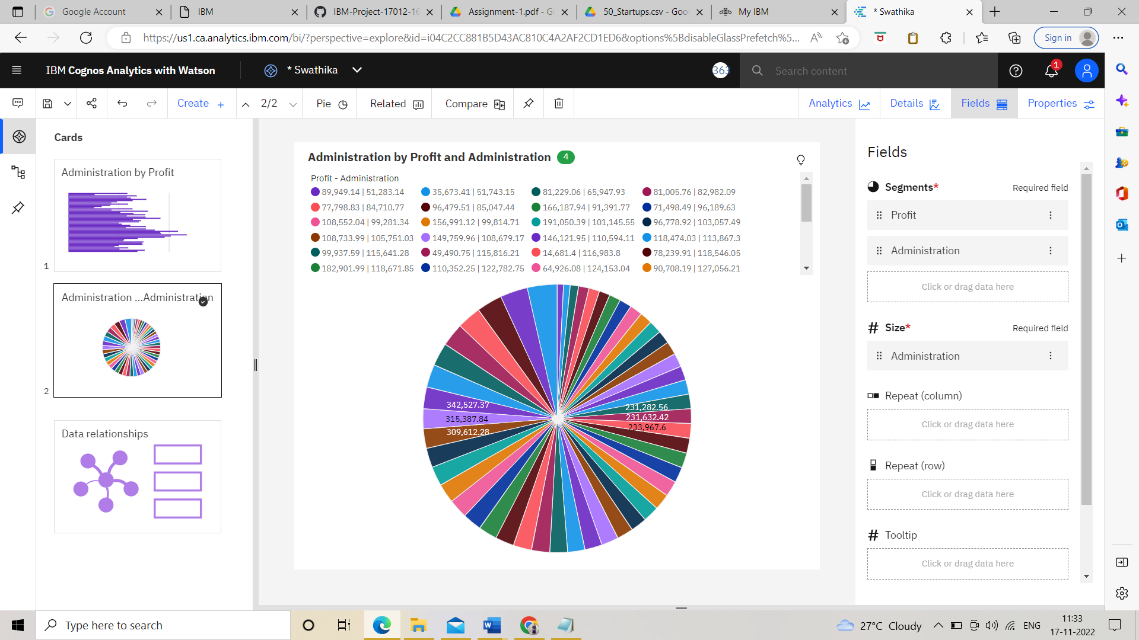 Google Account
IBM
IBM-Project-17012-16
Assignment-1.pdf - G
50_Startups.csv - Goo
My IBM
* Swathika
https://us1.ca.analytics.ibm.com/bi/?perspective=explore&id=i04C2CC881B5D43AC810C4A2AF2CD1ED6&options%5BdisableGlassPrefetch%5...
Sign in
IBM Cognos Analytics with Watson
* Swathika
363
Search content
1
Create +
2/2
Pie
Related
Compare
Analytics
Details
Fields
Properties
Cards
Administration by Profit
1
Administration ...Administration
2
Data relationships
Administration by Profit and Administration 4
Profit - Administration
89,949.14 | 51,283.14
35,673.41 | 51,743.15
81,229.06 | 65,947.93
81,005.76 | 82,982.09
77,798.83 | 84,710.77
96,479.51 | 85,047.44
166,187.94 | 91,391.77
71,498.49 | 96,189.63
108,552.04 | 99,281.34
156,991.12 | 99,814.71
191,050.39 | 101,145.55
96,778.92 | 103,057.49
108,733.99 | 105,751.03
149,759.96 | 108,679.17
146,121.95 | 110,594.11
118,474.03 | 113,867.3
99,937.59 | 115,641.28
49,490.75 | 115,816.21
14,681.4 | 116,983.8
78,239.91 | 118,546.05
182,901.99 | 118,671.85
110,352.25 | 122,782.75
64,926.08 | 124,153.04
90,708.19 | 127,056.21
342,527.37
315,387.84
309,612.28
231,282.56
231,632.42
233,967.6
Fields
Segments*
Required field
Profit
Administration
Click or drag data here
# Size*
Required field
Administration
Repeat (column)
Click or drag data here
Repeat (row)
Click or drag data here
# Tooltip
Click or drag data here
Type here to search
27°C Cloudy
ENG
11:33
17-11-2022